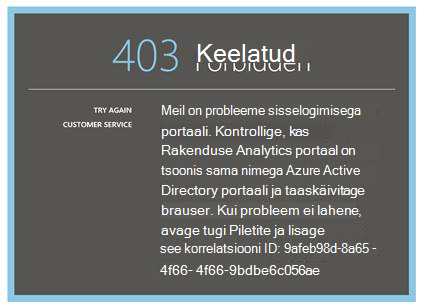 403 Keelatud
TRY AGAIN
CUSTOMER SERVICE
Meil on probleeme sisselogimisega
portaali. Kontrollige, kas
Rakenduse Analytics portaal on
tsoonis sama nimega Azure Active
Directory portaali ja taaskäivitage
brauser. Kui probleem ei lahene,
avage tugi Piletite ja lisage
see korrelatsiooni ID: 9afeb98d-8a65 -
4f66- 4f66-9bdbe6c056ae